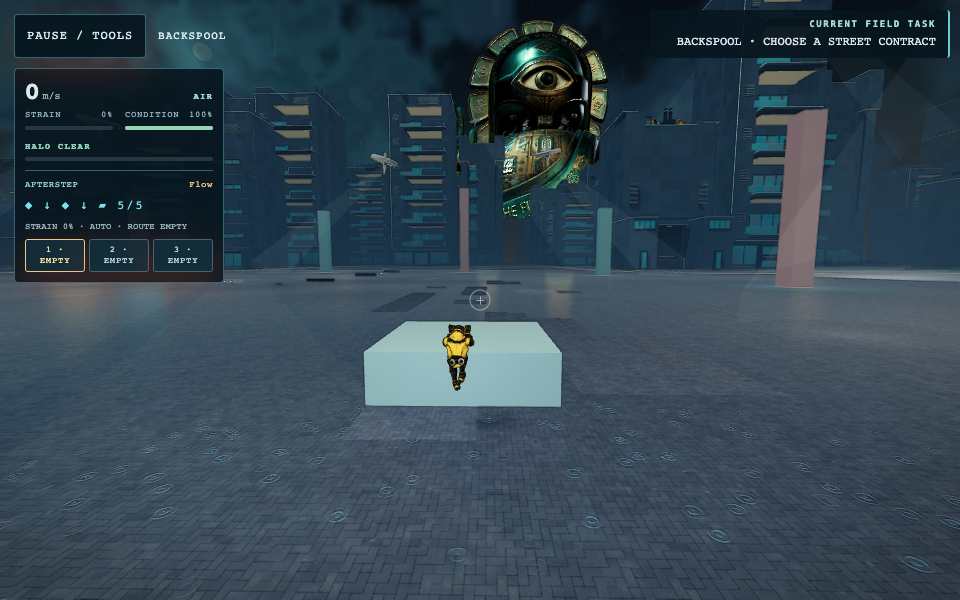 PAUSE / TOOLS
BACKSPOOL
CURRENT FIELD TASK
BACKSPOOL · CHOOSE A STREET CONTRACT
0 m/s
AIR
STRAIN 0%
CONDITION 100%
HALO CLEAR
AFTERSTEP
Flow
5/5
STRAIN 0% · AUTO · ROUTE EMPTY
1 · EMPTY
2 · EMPTY
3 · EMPTY